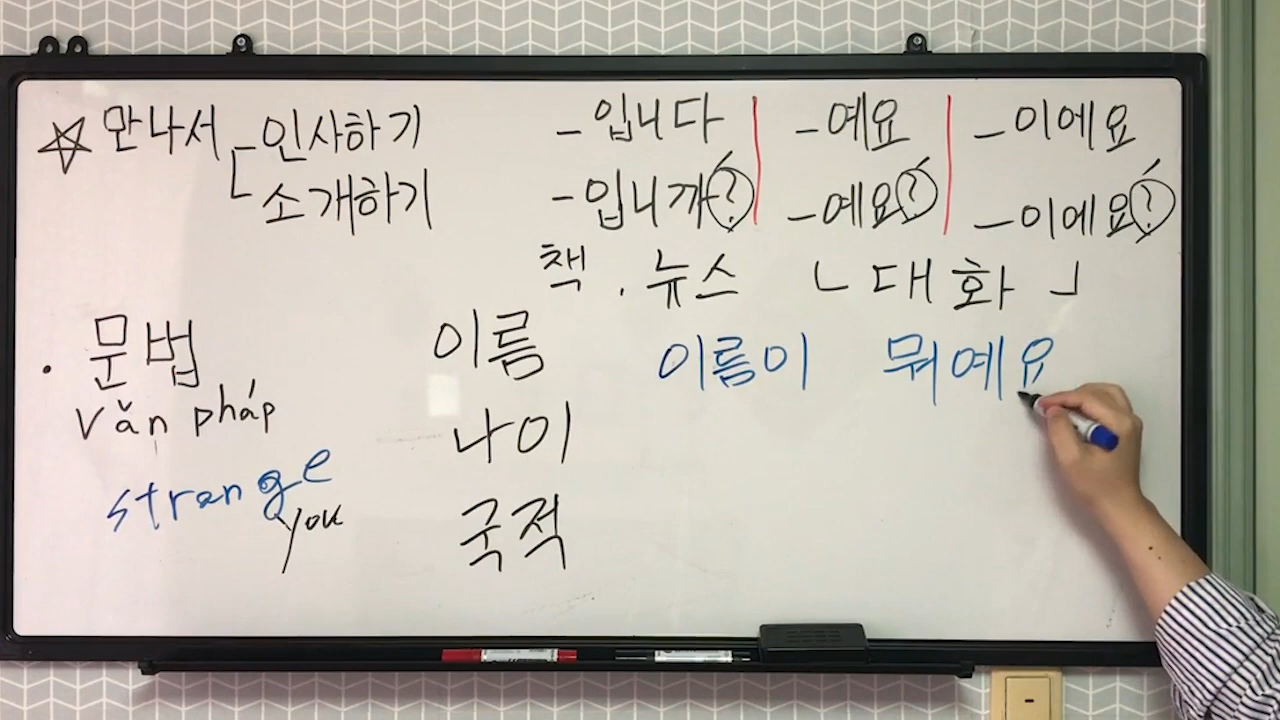 ☆ 만나서 - 인사하기
소개하기
-입니다 | -예요 | -이에요
-입니까? | -예요? | -이에요?
책 . 뉴스 「대화」
. 문법
văn pháp
strange
you
이름
나이
국적
이름이 뭐예요